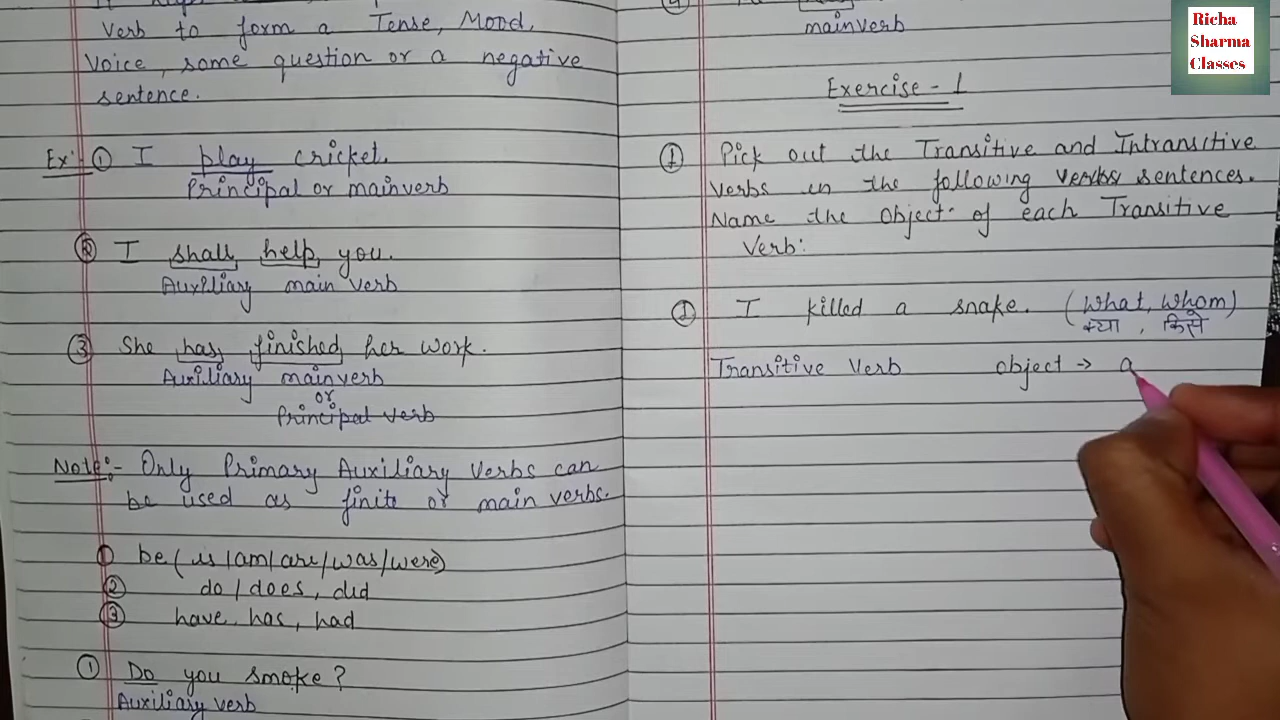 verb to form a Tense, Mood,
Voice, some question or a negative
sentence.
Ex:- ① I play cricket.
Principal or mainverb
② I shall help you.
Auxiliary main verb
③ She has finished her work.
Auxiliary mainverb
or
Principal verb
Note:- Only Primary Auxiliary Verbs can
be used as finite or main verbs.
① be (is/am/are/was/were)
② do/does, did
③ have, has, had
① Do you smoke?
Auxiliary verb
mainverb
Exercise - 1
① Pick out the Transitive and Intransitive
verbs in the following verbs sentences.
Name the object of each Transitive
Verb:
① I killed a snake. (What, Whom)
क्या, किसे
Transitive Verb object → a
Richa
Sharma
Classes